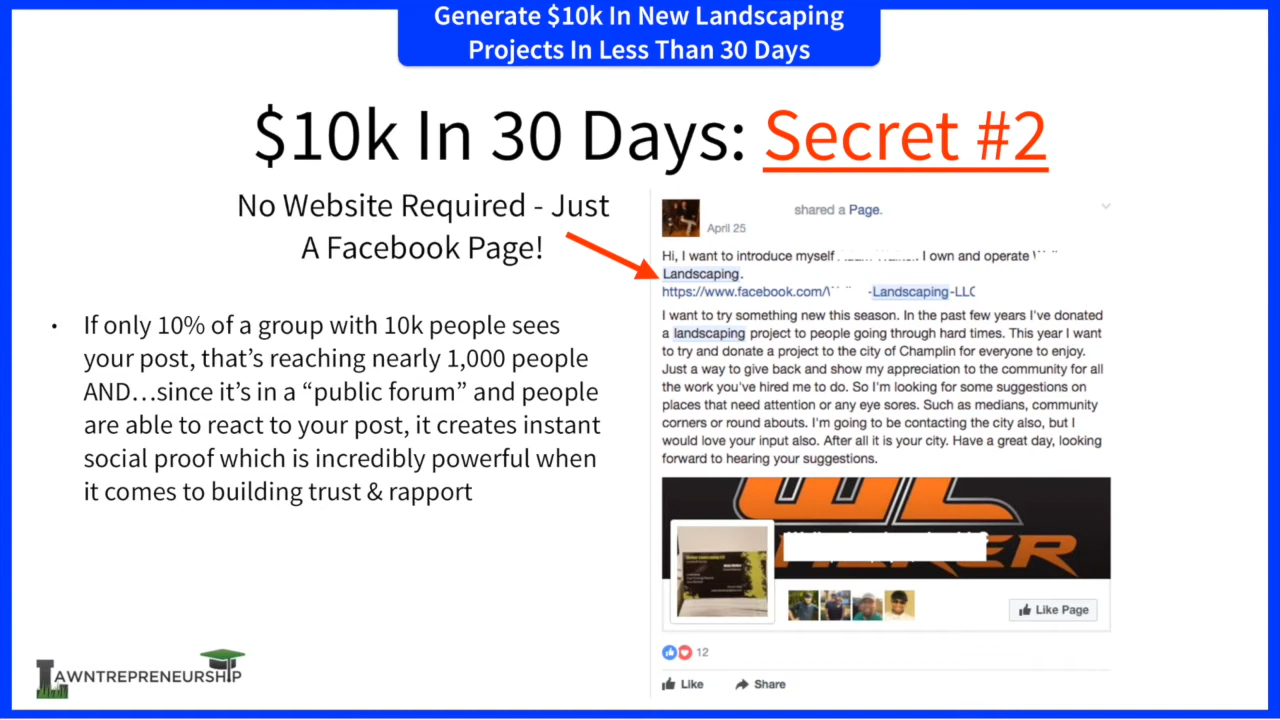 Generate $10k In New Landscaping
Projects In Less Than 30 Days
$10k In 30 Days: Secret #2
No Website Required - Just
A Facebook Page!
• If only 10% of a group with 10k people sees
your post, that’s reaching nearly 1,000 people
AND…since it’s in a “public forum” and people
are able to react to your post, it creates instant
social proof which is incredibly powerful when
it comes to building trust & rapport
shared a Page.
April 25
Hi, I want to introduce myself I own and operate
Landscaping.
https://www.facebook.com/ -Landscaping-LLC
I want to try something new this season. In the past few years I've donated
a landscaping project to people going through hard times. This year I want
to try and donate a project to the city of Champlin for everyone to enjoy.
Just a way to give back and show my appreciation to the community for all
the work you've hired me to do. So I'm looking for some suggestions on
places that need attention or any eye sores. Such as medians, community
corners or round abouts. I'm going to be contacting the city also, but I
would love your input also. After all it is your city. Have a great day, looking
forward to hearing your suggestions.
Like Page
12
Like Share
LAWNTREPRENEURSHIP